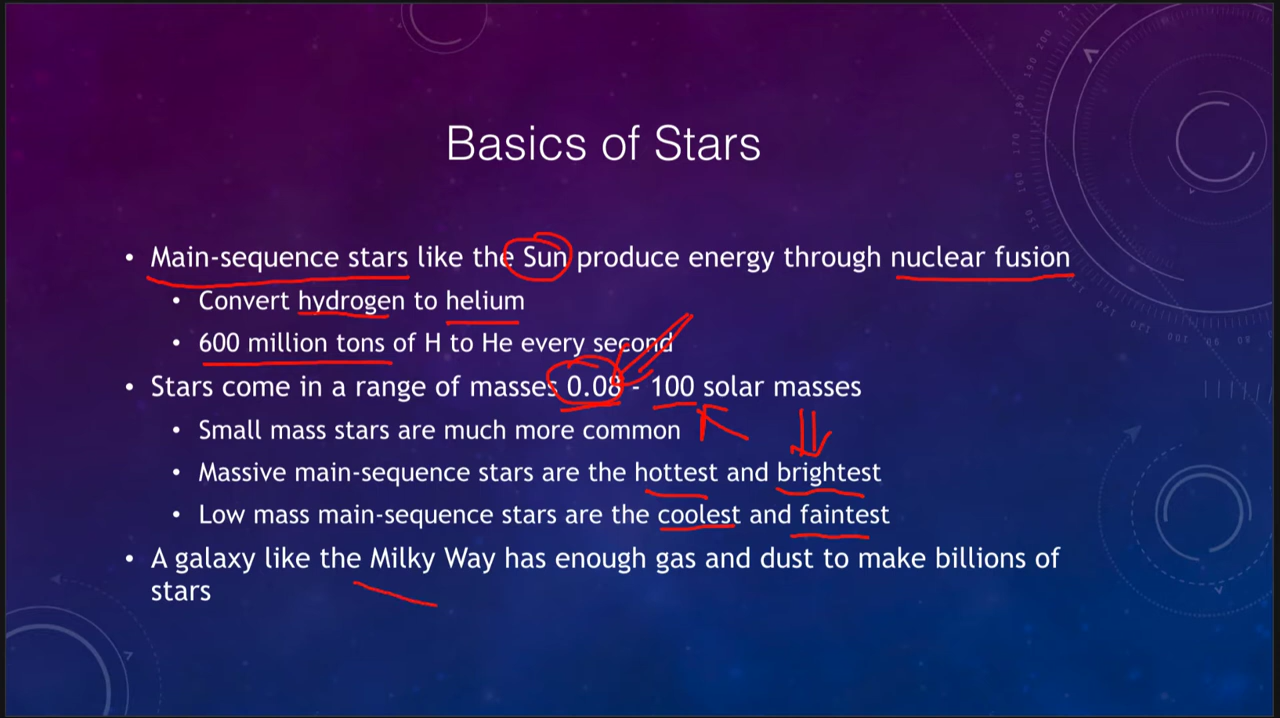 Basics of Stars
• Main-sequence stars like the Sun produce energy through nuclear fusion
• Convert hydrogen to helium
• 600 million tons of H to He every second
• Stars come in a range of masses 0.08 - 100 solar masses
• Small mass stars are much more common
• Massive main-sequence stars are the hottest and brightest
• Low mass main-sequence stars are the coolest and faintest
• A galaxy like the Milky Way has enough gas and dust to make billions of
stars